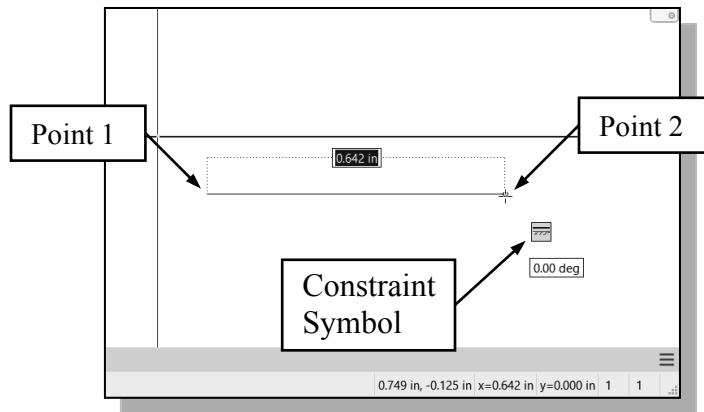 Point 1
Point 2
0.642 in
0.00 deg
Constraint
Symbol
0.749 in, -0.125 in x=0.642 in y=0.000 in 1 1